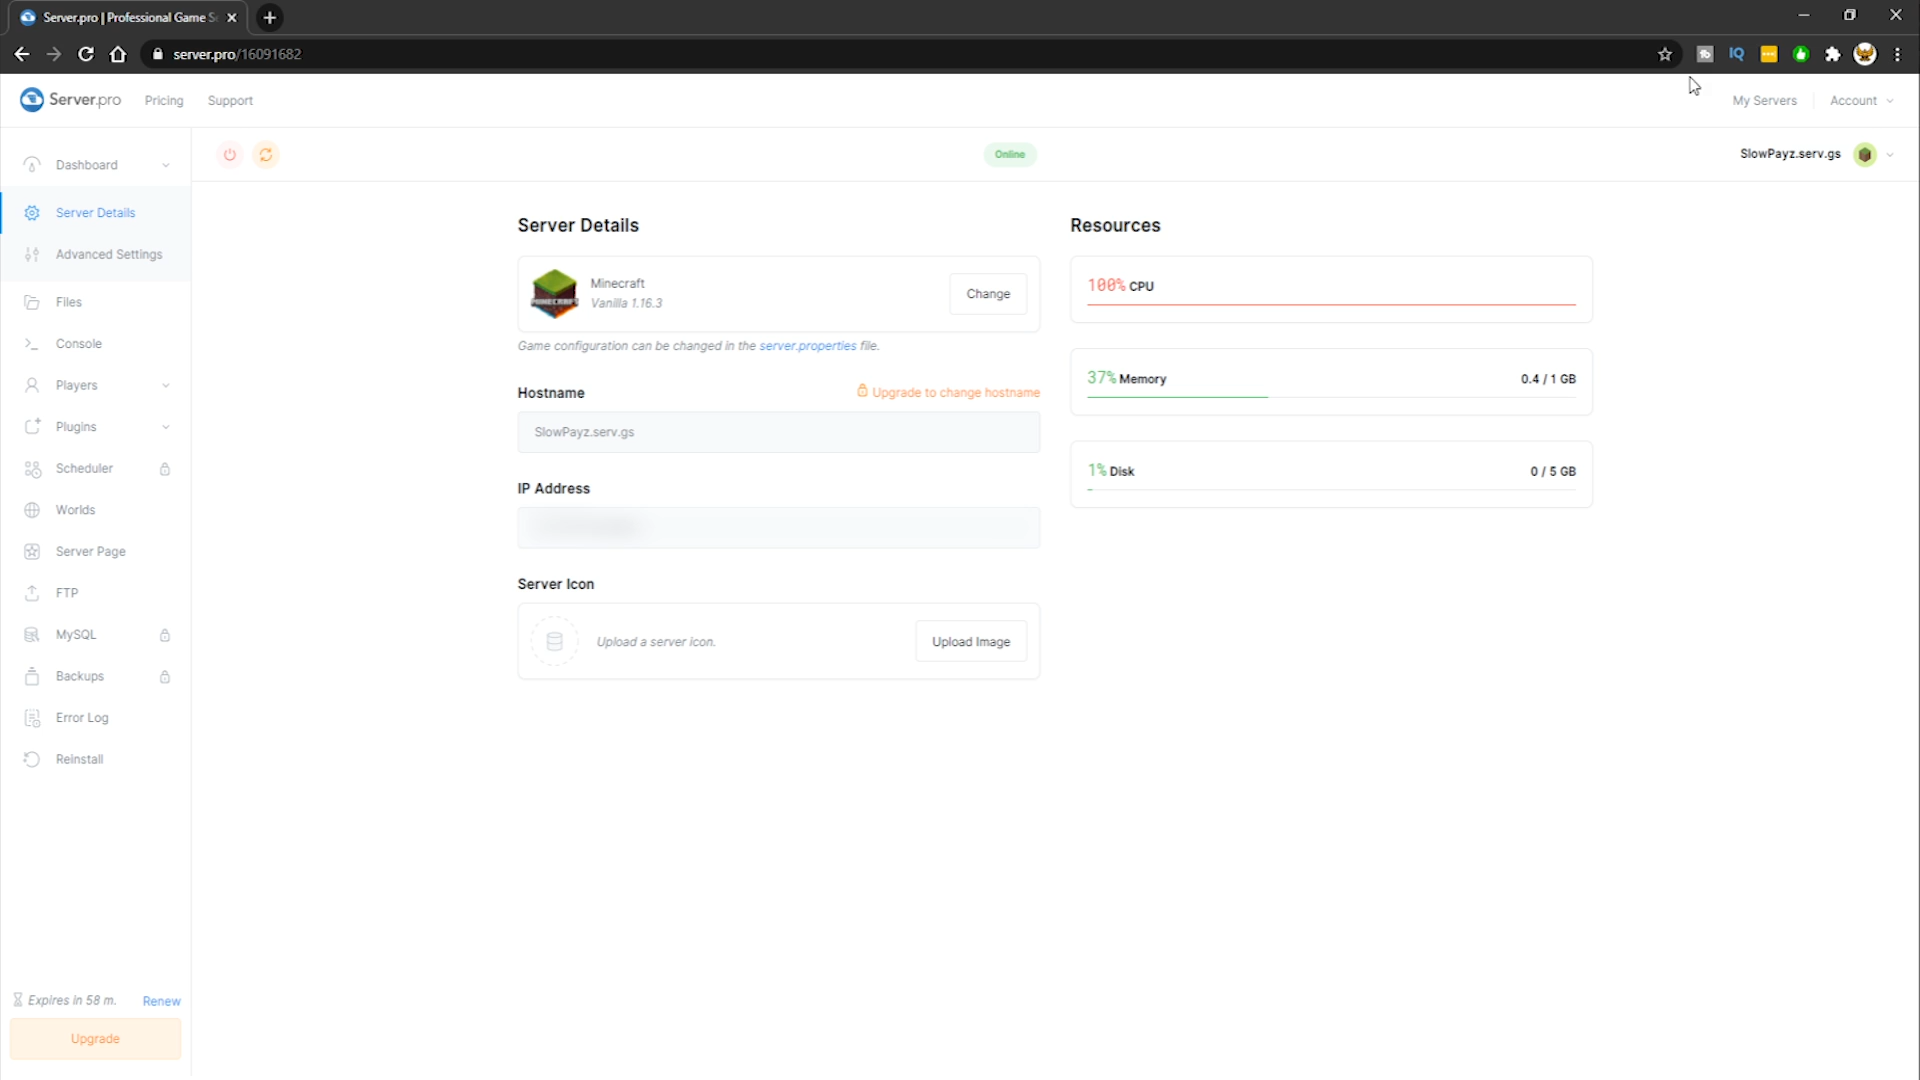 Server.pro | Professional Game S
server.pro/16091682
IQ
Server.pro
Pricing
Support
My Servers
Account
Dashboard
Online
SlowPayz.serv.gs
Server Details
Advanced Settings
Files
Console
Players
Plugins
Scheduler
Worlds
Server Page
FTP
MySQL
Backups
Error Log
Reinstall
Expires in 58 m.
Renew
Upgrade
Server Details
MINECRAFT
Minecraft
Vanilla 1.16.3
Change
Game configuration can be changed in the server.properties file.
Hostname
Upgrade to change hostname
SlowPayz.serv.gs
IP Address
Server Icon
Upload a server icon.
Upload Image
Resources
100% CPU
37% Memory
0.4 / 1 GB
1% Disk
0 / 5 GB